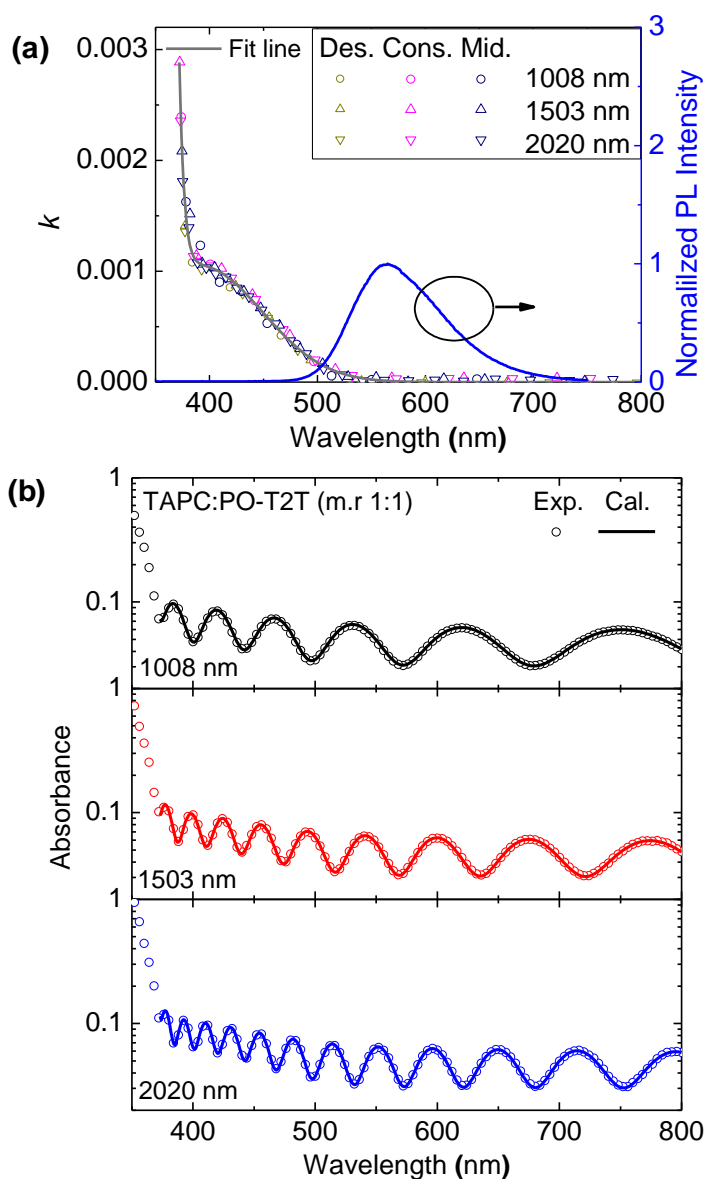 (a)
Fit line
Des. Cons. Mid.
1008 nm
1503 nm
2020 nm
0.003
0.002
0.001
0.000
k
3
2
1
0
Normalilzed PL Intensity
400 500 600 700 800
Wavelength (nm)
(b)
TAPC:PO-T2T (m.r 1:1) Exp. Cal.
1
0.1
1008 nm
1
0.1
1503 nm
1
0.1
2020 nm
Absorbance
400 500 600 700 800
Wavelength (nm)